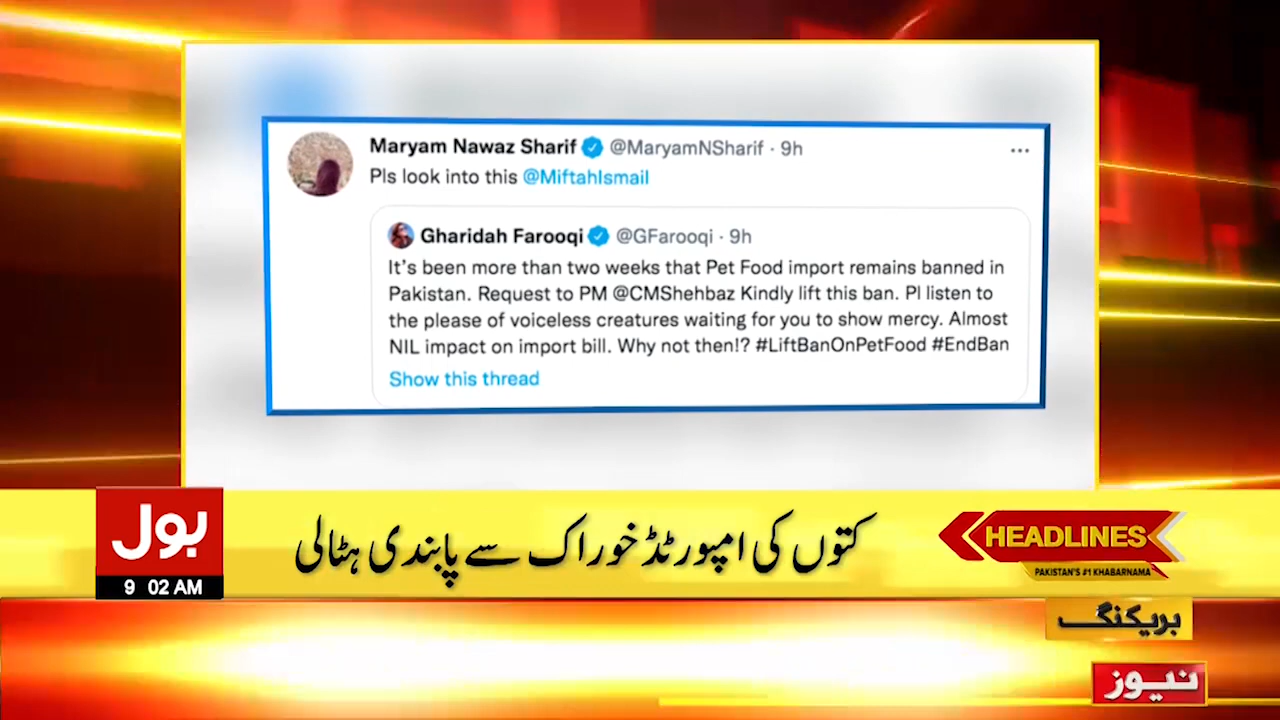 Maryam Nawaz Sharif @MaryamNSharif · 9h
Pls look into this @MiftahIsmail
Gharidah Farooqi @GFarooqi · 9h
It's been more than two weeks that Pet Food import remains banned in
Pakistan. Request to PM @CMShehbaz Kindly lift this ban. Pl listen to
the please of voiceless creatures waiting for you to show mercy. Almost
NIL impact on import bill. Why not then!? #LiftBanOnPetFood #EndBan
Show this thread
بول
9 02 AM
کتوں کی امپورٹڈ خوراک سے پابندی ہٹالی
HEADLINES
PAKISTAN'S #1 KHABARNAMA
بریکنگ
نیوز